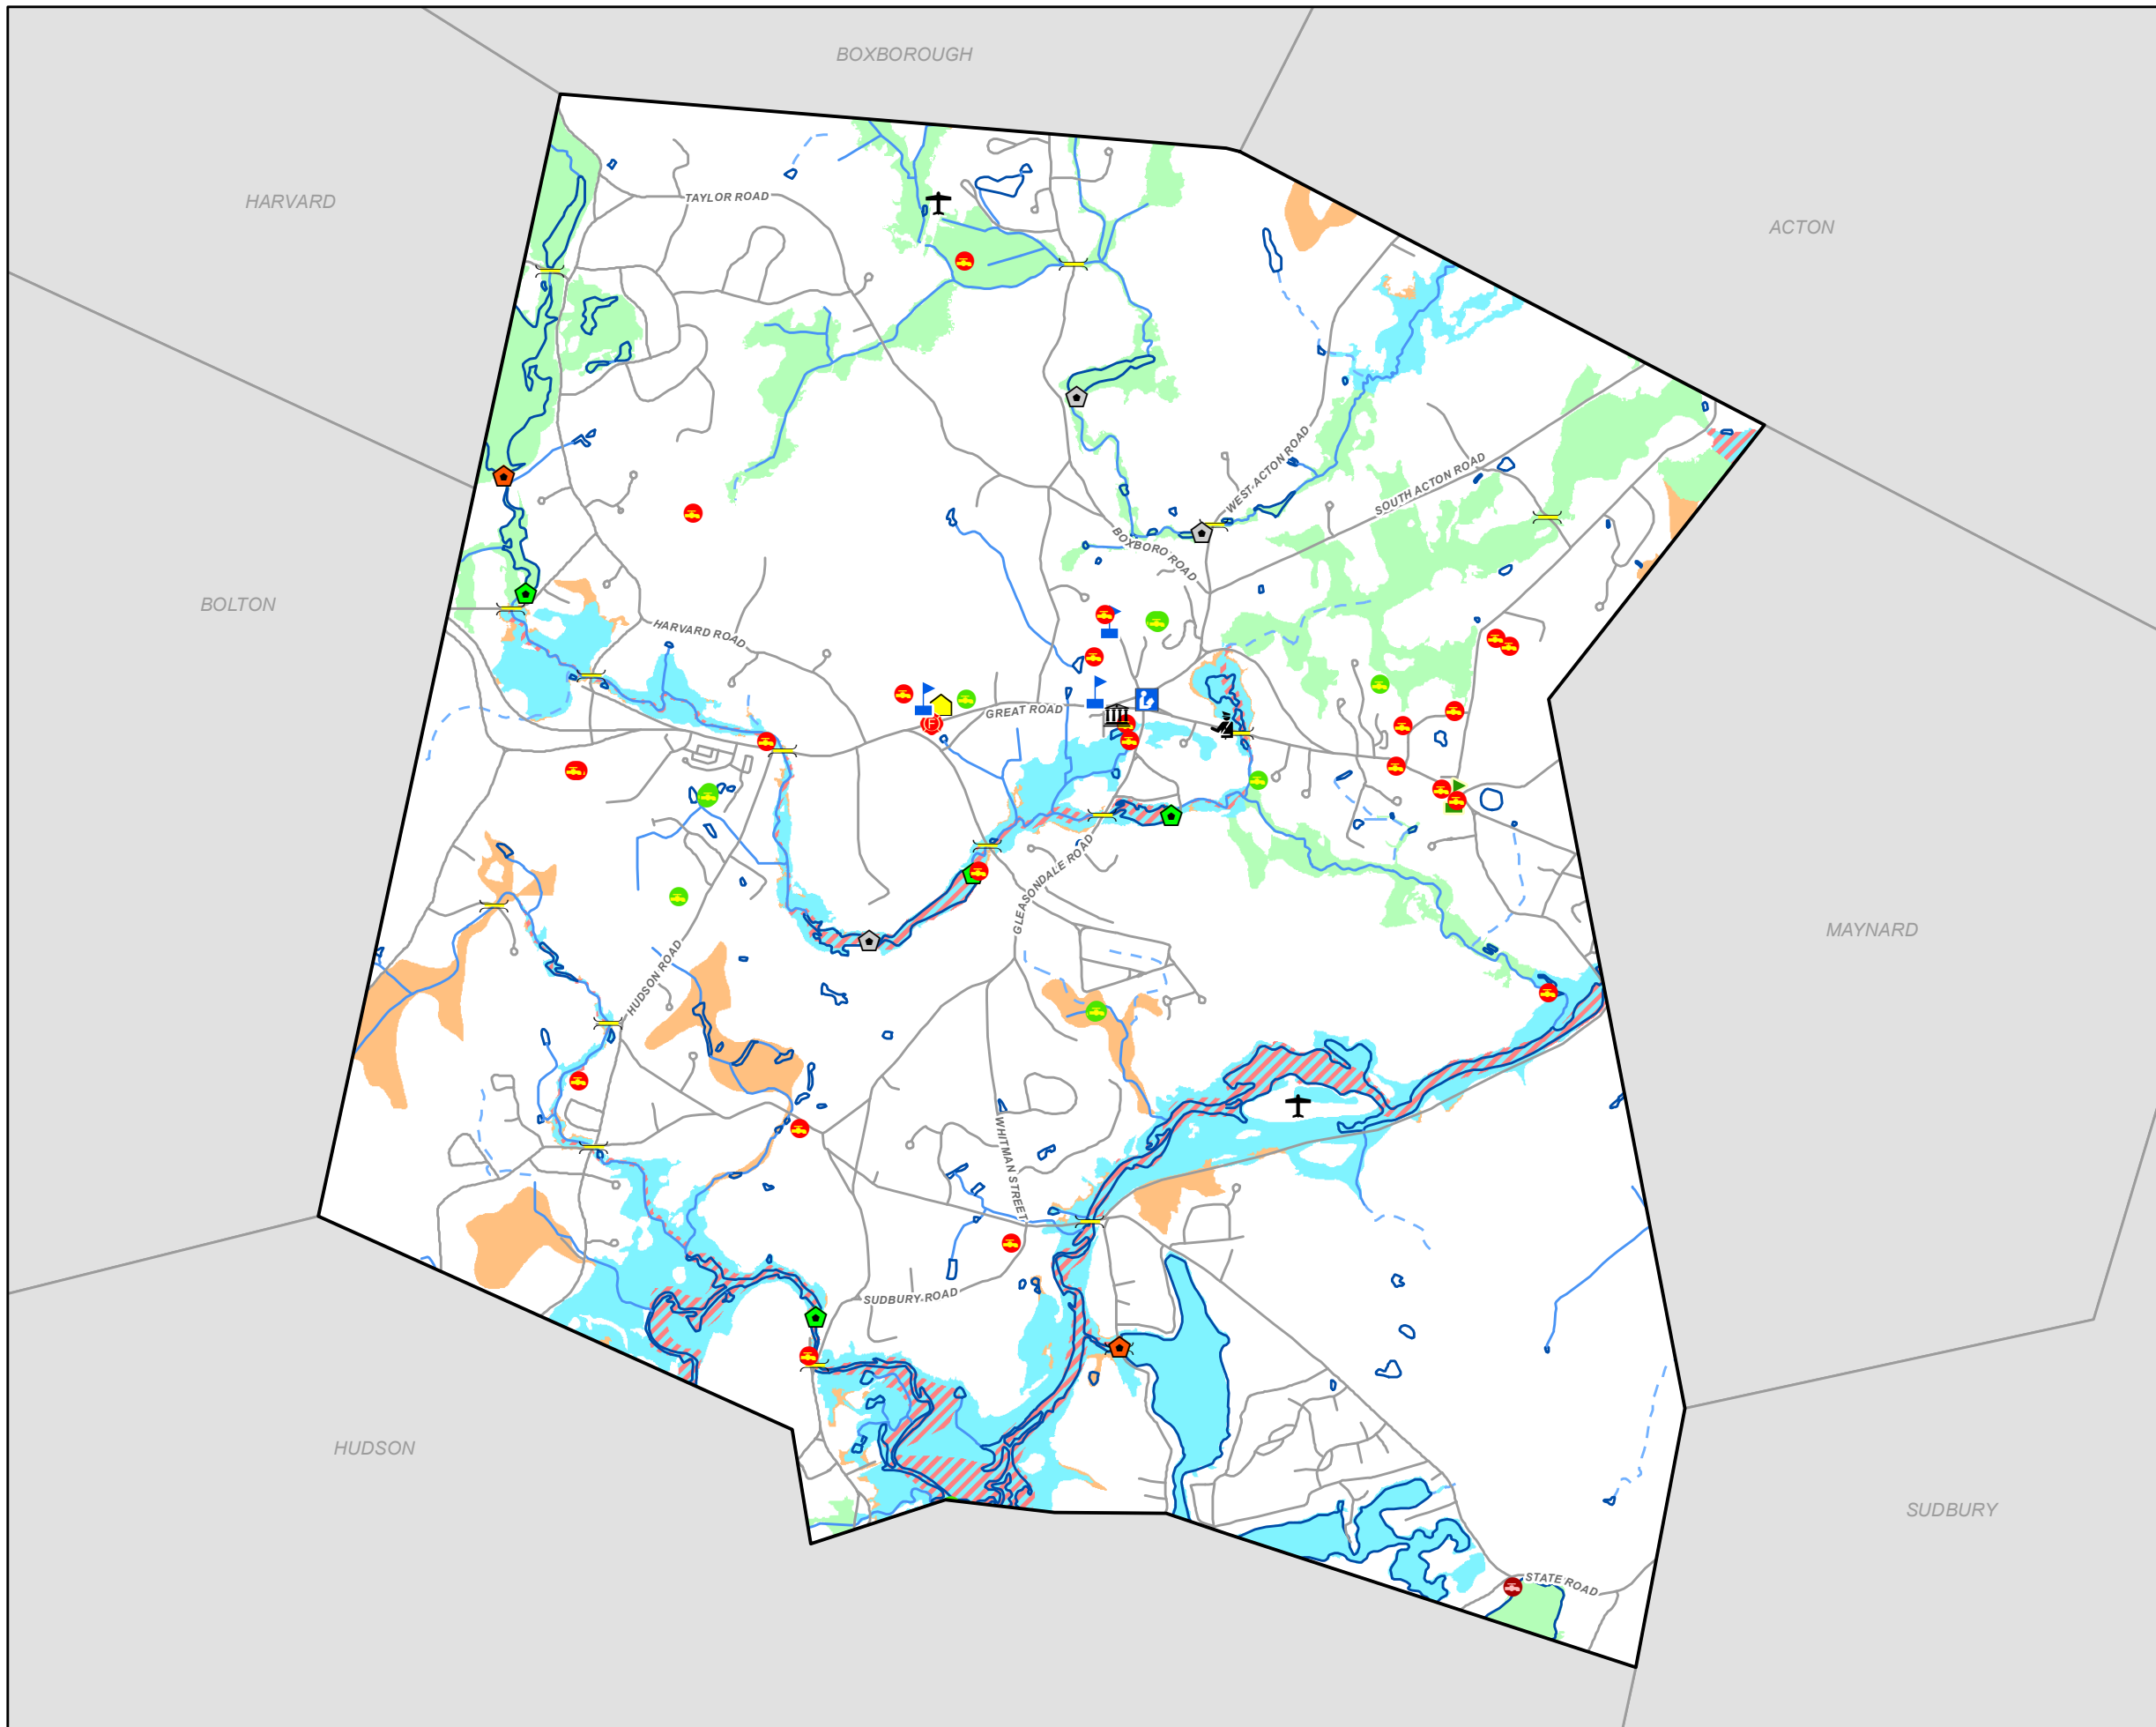 BOXBOROUGH
HARVARD
TAYLOR ROAD
ACTON
WEST ACTON ROAD
SOUTH ACTON ROAD
BOXBORO ROAD
BOLTON
HARVARD ROAD
GREAT ROAD
F
GLEASONDALE ROAD
MAYNARD
HUDSON ROAD
WHITMAN STREET
SUDBURY ROAD
HUDSON
SUDBURY
STATE ROAD